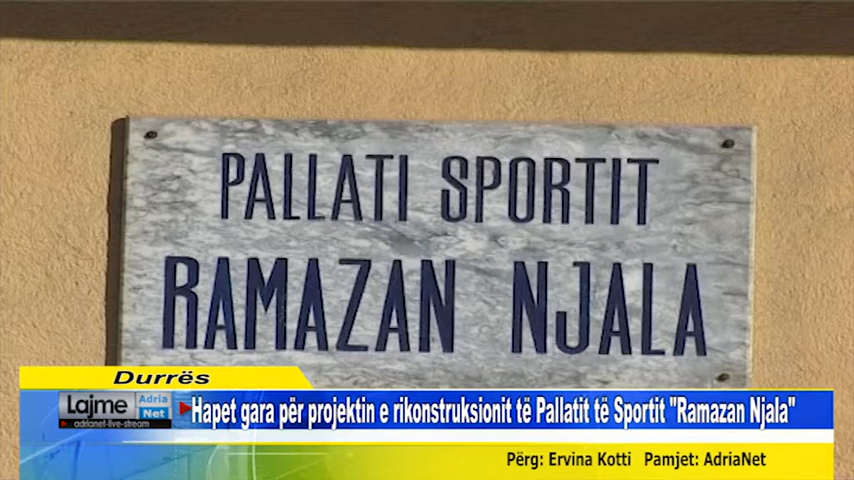 PALLATI SPORTIT
RAMAZAN NJALA
Durrës
Lajme
Adria
Net
adrianet-live-stream
Hapet gara për projektin e rikonstruksionit të Pallatit të Sportit "Ramazan Njala"
Përg: Ervina Kotti Pamjet: AdriaNet